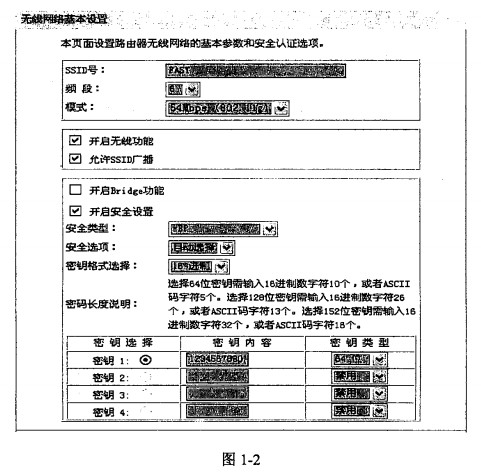 无线网络基本设置
本页面设置路由器无线网络的基本参数和安全认证选项。
SSID号： FAST
频 段： 6
模式： 54Mbps(802.11g)
开启无线功能
允许SSID广播
开启Bridge功能
开启安全设置
安全类型： WEP
安全选项： 自动选择
密钥格式选择： 16进制
选择64位密钥需输入16进制数字符10个，或者ASCII
码字符5个。选择128位密钥需输入16进制数字符26
密码长度说明： 个，或者ASCII码字符13个。选择152位密钥需输入16
进制数字符32个，或者ASCII码字符16个。
密 钥 选 择 密 钥 内 容 密 钥 类 型
密钥 1: 1234567890 64位
密钥 2: 禁用
密钥 3: 禁用
密钥 4: 禁用
图 1-2